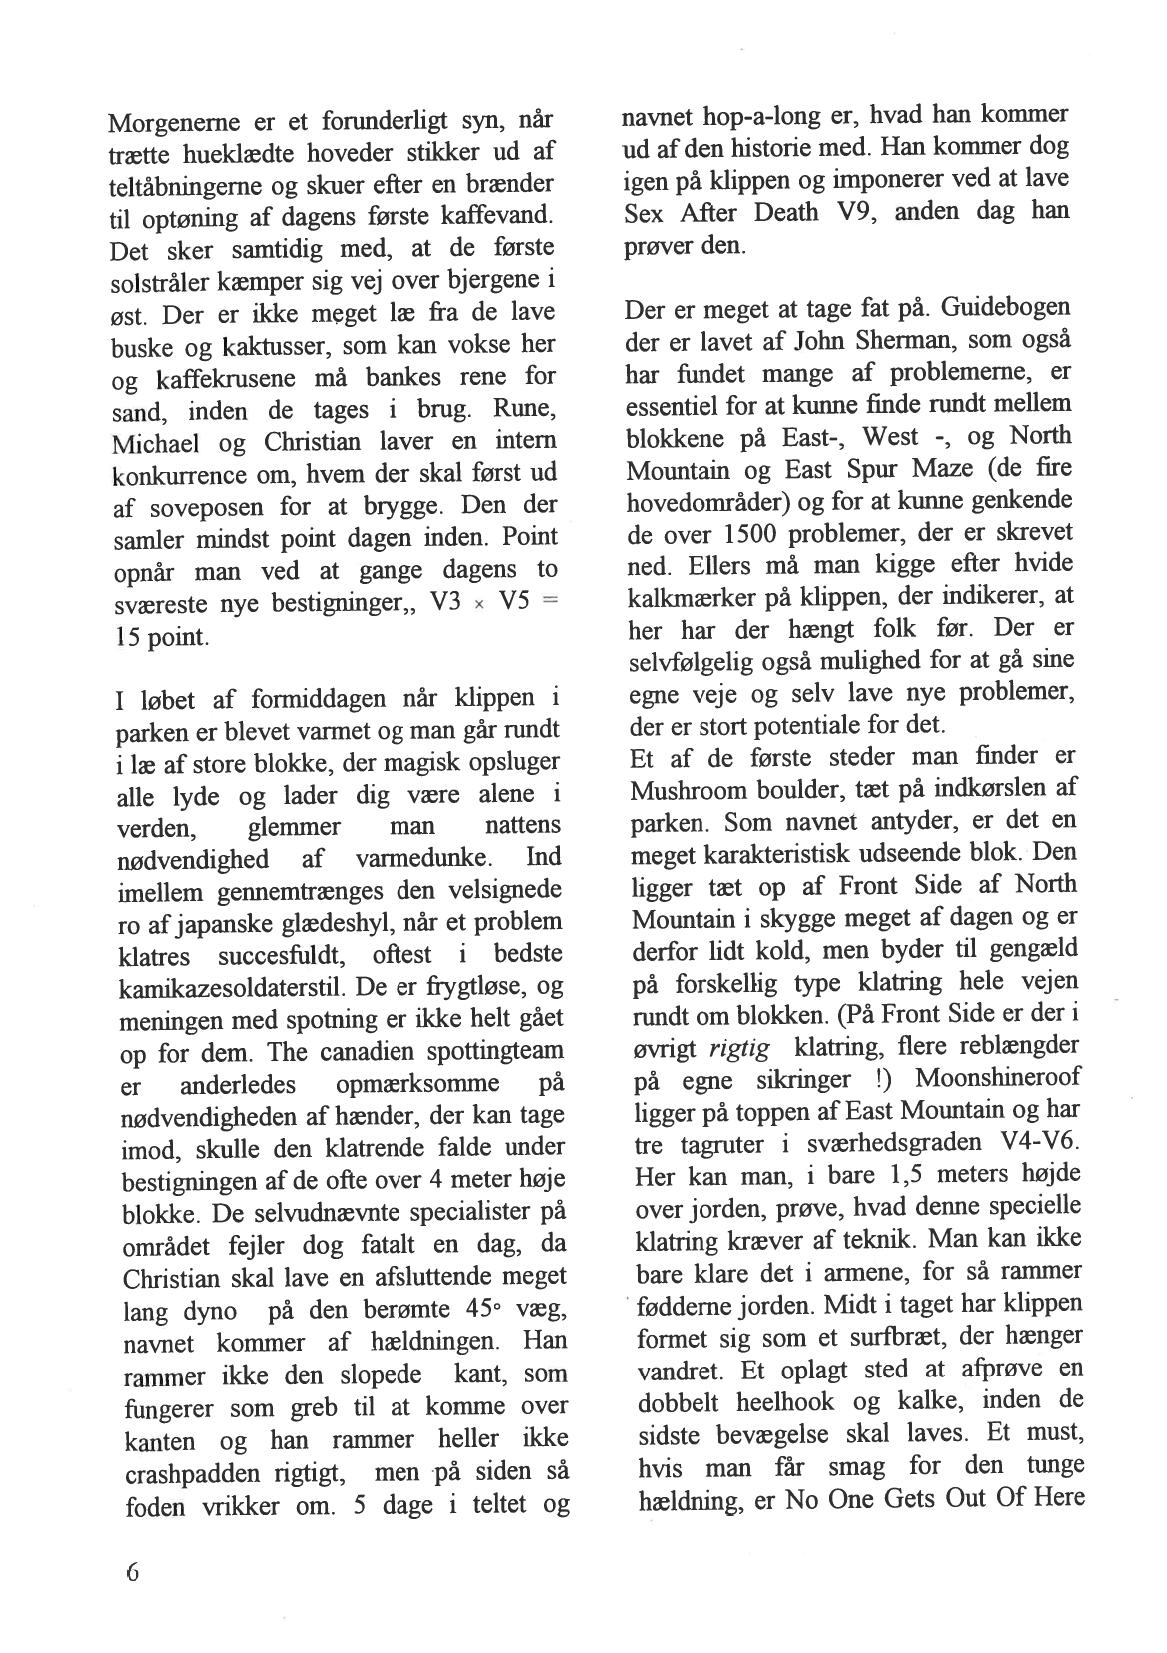 Morgenerne er et forunderligt syn, når
trætte hueklædte hoveder stikker ud af
teltåbningerne og skuer efter en brænder
til optøning af dagens første kaffevand.
Det sker samtidig med, at de første
solstråler kæmper sig vej over bjergene i
øst. Der er ikke meget læ fra de lave
buske og kaktusser, som kan vokse her
og kaffekrusene må bankes rene for
sand, inden de tages i brug. Rune,
Michael og Christian laver en intern
konkurrence om, hvem der skal først ud
af soveposen for at brygge. Den der
samler mindst point dagen inden. Point
opnår man ved at gange dagens to
sværeste nye bestigninger,, V3 × V5 =
15 point.

I løbet af formiddagen når klippen i
parken er blevet varmet og man går rundt
i læ af store blokke, der magisk opsluger
alle lyde og lader dig være alene i
verden, glemmer man nattens
nødvendighed af varmedunke. Ind
imellem gennemtrænges den velsignede
ro af japanske glædeshyl, når et problem
klatres succesfuldt, oftest i bedste
kamikazesoldaterstil. De er frygtløse, og
meningen med spotning er ikke helt gået
op for dem. The canadien spottingteam
er anderledes opmærksomme på
nødvendigheden af hænder, der kan tage
imod, skulle den klatrende falde under
bestigningen af de ofte over 4 meter høje
blokke. De selvudnævnte specialister på
området fejler dog fatalt en dag, da
Christian skal lave en afsluttende meget
lang dyno på den berømte 45° væg,
navnet kommer af hældningen. Han
rammer ikke den slopede kant, som
fungerer som greb til at komme over
kanten og han rammer heller ikke
crashpadden rigtigt, men på siden så
foden vrikker om. 5 dage i teltet og

navnet hop-a-long er, hvad han kommer
ud af den historie med. Han kommer dog
igen på klippen og imponerer ved at lave
Sex After Death V9, anden dag han
prøver den.

Der er meget at tage fat på. Guidebogen
der er lavet af John Sherman, som også
har fundet mange af problemerne, er
essentiel for at kunne finde rundt mellem
blokkene på East-, West -, og North
Mountain og East Spur Maze (de fire
hovedområder) og for at kunne genkende
de over 1500 problemer, der er skrevet
ned. Ellers må man kigge efter hvide
kalkmærker på klippen, der indikerer, at
her har der hængt folk før. Der er
selvfølgelig også mulighed for at gå sine
egne veje og selv lave nye problemer,
der er stort potentiale for det.
Et af de første steder man finder er
Mushroom boulder, tæt på indkørslen af
parken. Som navnet antyder, er det en
meget karakteristisk udseende blok. Den
ligger tæt op af Front Side af North
Mountain i skygge meget af dagen og er
derfor lidt kold, men byder til gengæld
på forskellig type klatring hele vejen
rundt om blokken. (På Front Side er der i
øvrigt rigtig klatring, flere reblængder
på egne sikringer !) Moonshineroof
ligger på toppen af East Mountain og har
tre tagruter i sværhedsgraden V4-V6.
Her kan man, i bare 1,5 meters højde
over jorden, prøve, hvad denne specielle
klatring kræver af teknik. Man kan ikke
bare klare det i armene, for så rammer
fødderne jorden. Midt i taget har klippen
formet sig som et surfbræt, der hænger
vandret. Et oplagt sted at afprøve en
dobbelt heelhook og kalke, inden de
sidste bevægelse skal laves. Et must,
hvis man får smag for den tunge
hældning, er No One Gets Out Of Here

6